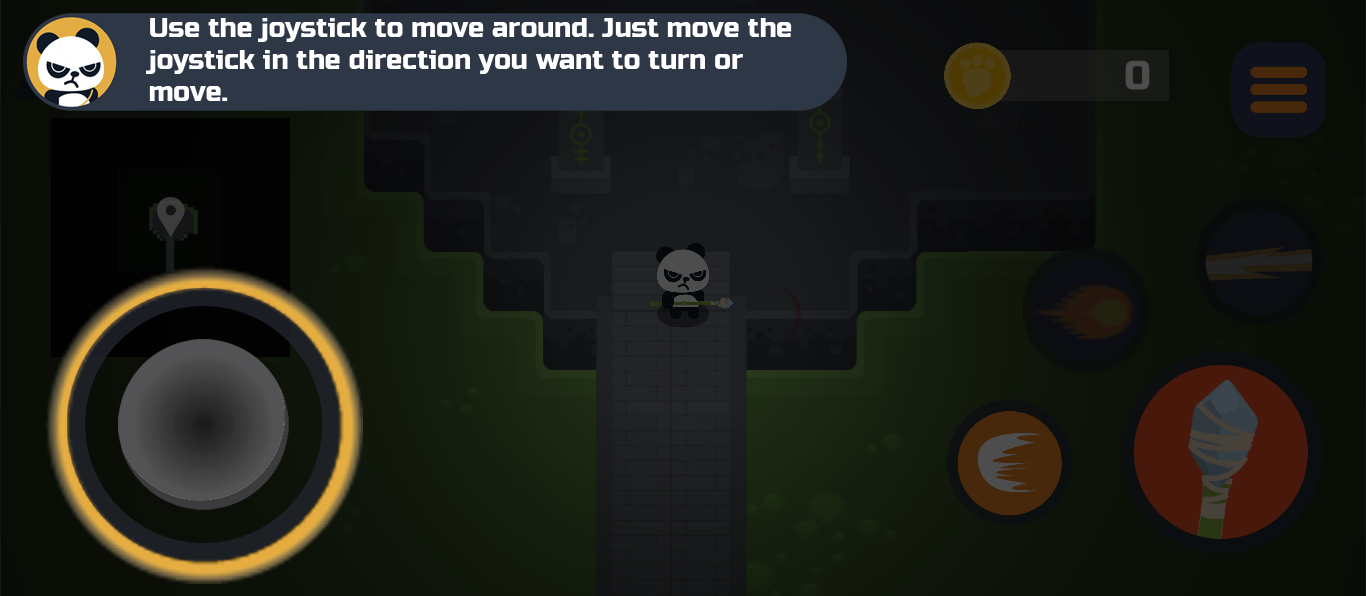 Use the joystick to move around. Just move the
joystick in the direction you want to turn or
move.
0